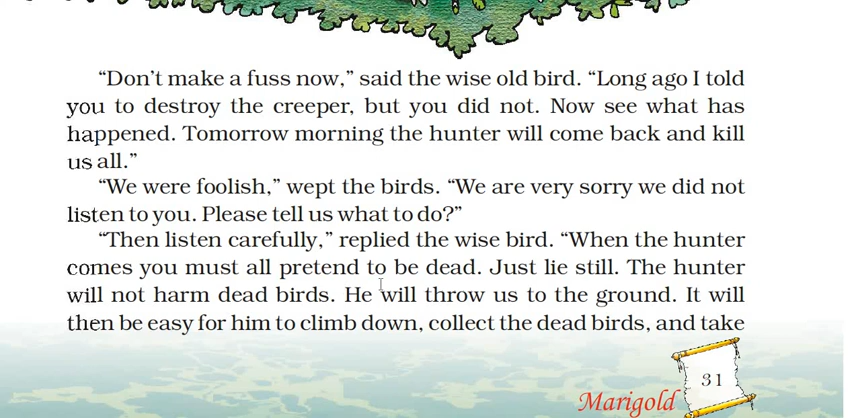 “Don’t make a fuss now,” said the wise old bird. “Long ago I told
you to destroy the creeper, but you did not. Now see what has
happened. Tomorrow morning the hunter will come back and kill
us all.”
“We were foolish,” wept the birds. “We are very sorry we did not
listen to you. Please tell us what to do?”
“Then listen carefully,” replied the wise bird. “When the hunter
comes you must all pretend to be dead. Just lie still. The hunter
will not harm dead birds. He will throw us to the ground. It will
then be easy for him to climb down, collect the dead birds, and take
31
Marigold